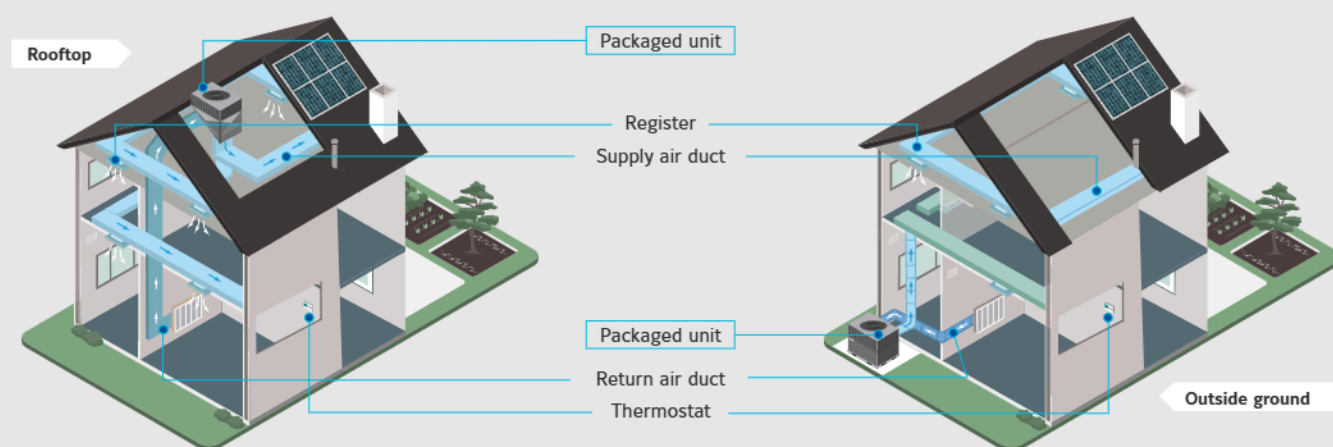 Rooftop
Packaged unit
Register
Supply air duct
Packaged unit
Return air duct
Thermostat
Outside ground